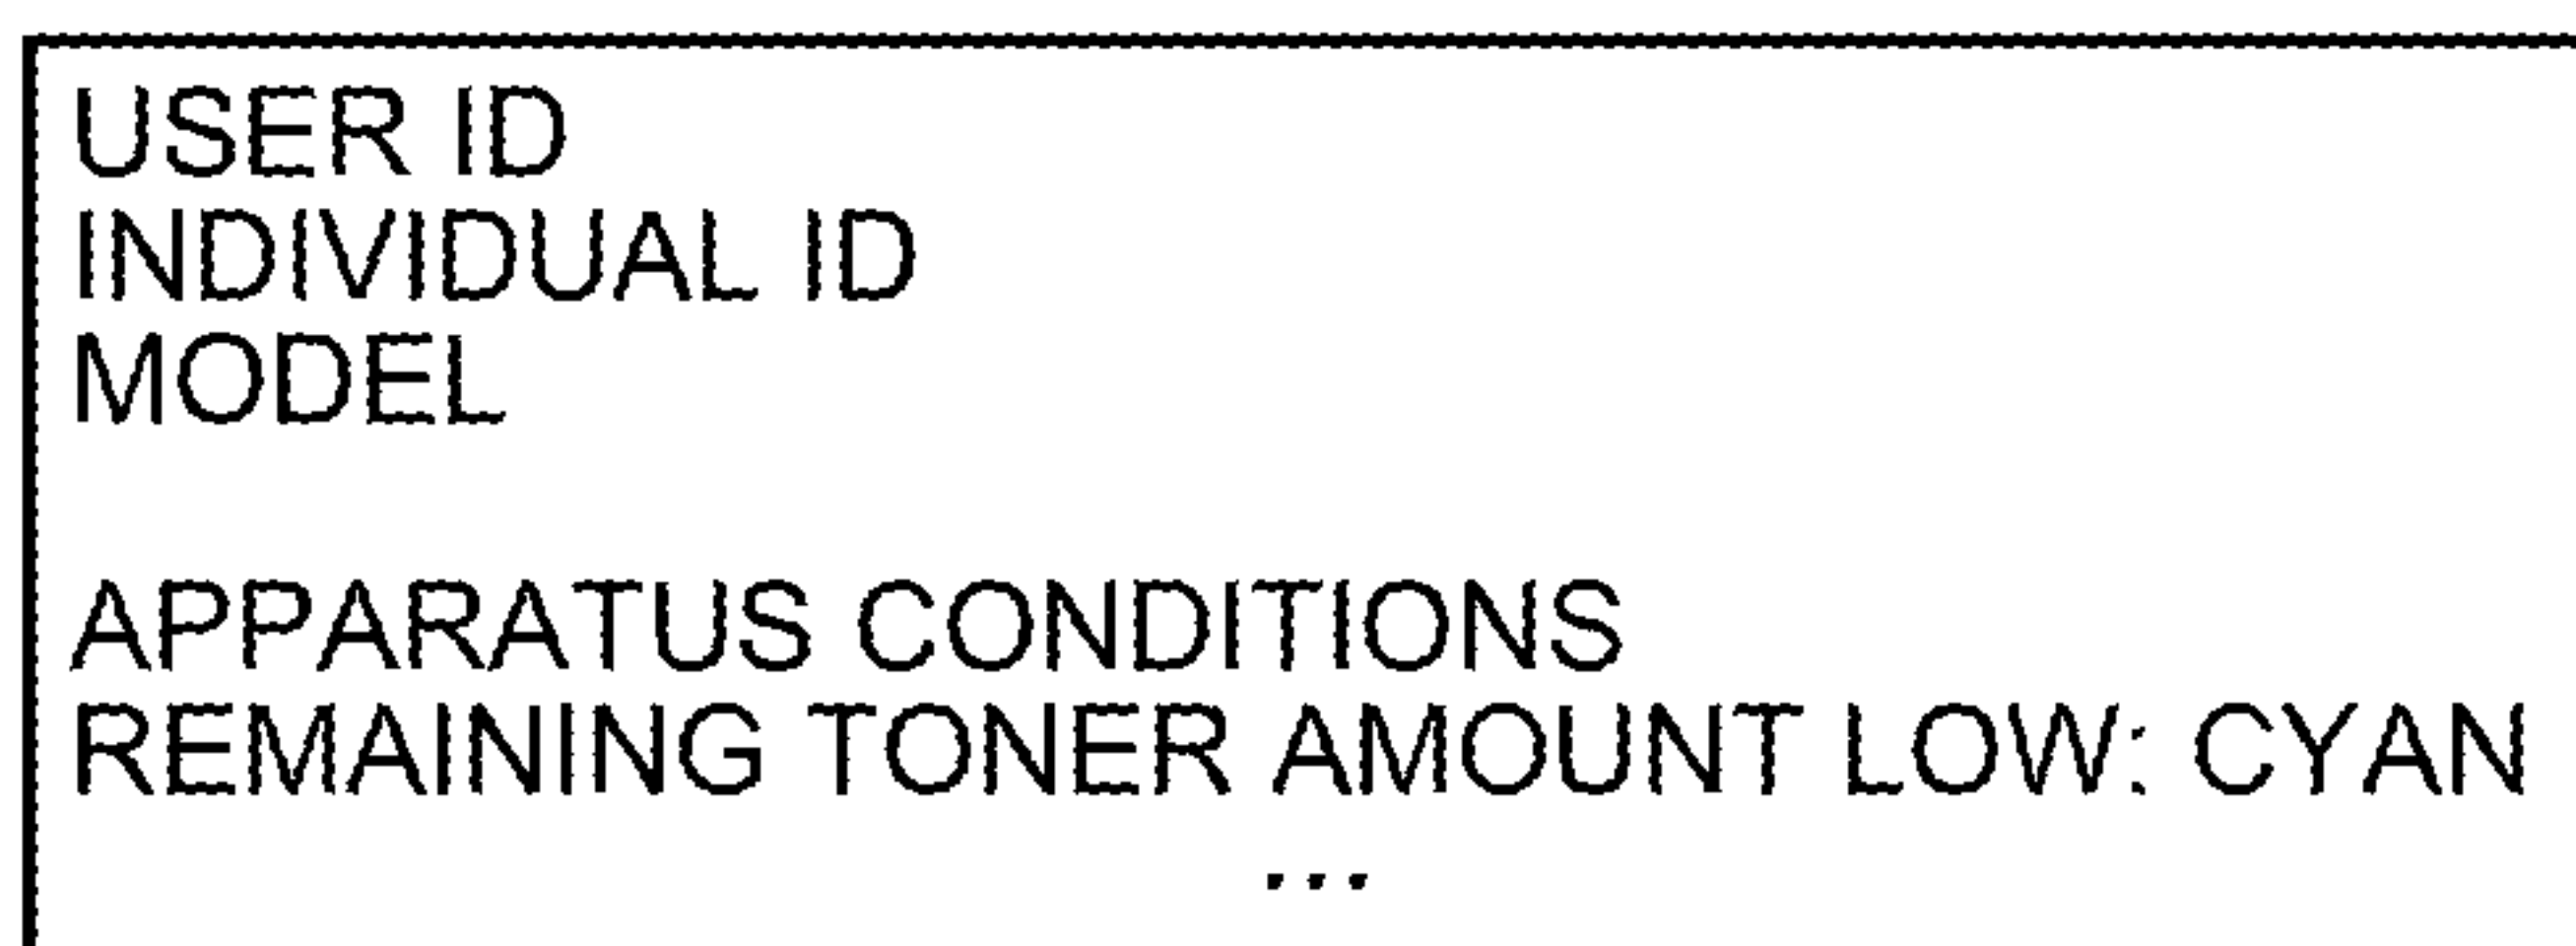 USER ID
INDIVIDUAL ID
MODEL
APPARATUS CONDITIONS
REMAINING TONER AMOUNT LOW: CYAN
...